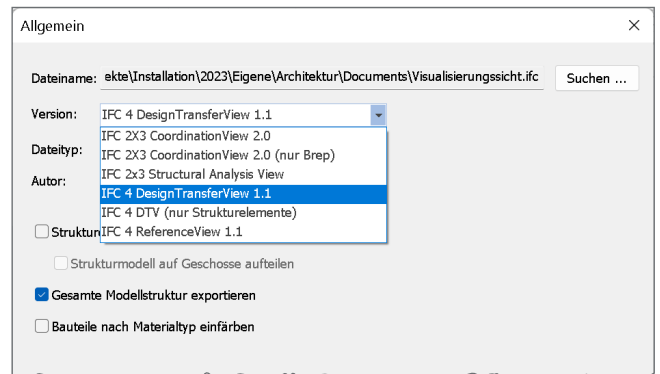 Allgemein
Dateiname: ekte\Installation\2023\Eigene\Architektur\Documents\Visualisierungssicht.ifc Suchen ...
Version: IFC 4 DesignTransferView 1.1
IFC 2X3 CoordinationView 2.0
Dateityp: IFC 2X3 CoordinationView 2.0 (nur Brep)
IFC 2x3 Structural Analysis View
Autor: IFC 4 DesignTransferView 1.1
IFC 4 DTV (nur Strukturelemente)
IFC 4 ReferenceView 1.1
Strukturmodell auf Geschosse aufteilen
Gesamte Modellstruktur exportieren
Bauteile nach Materialtyp einfärben